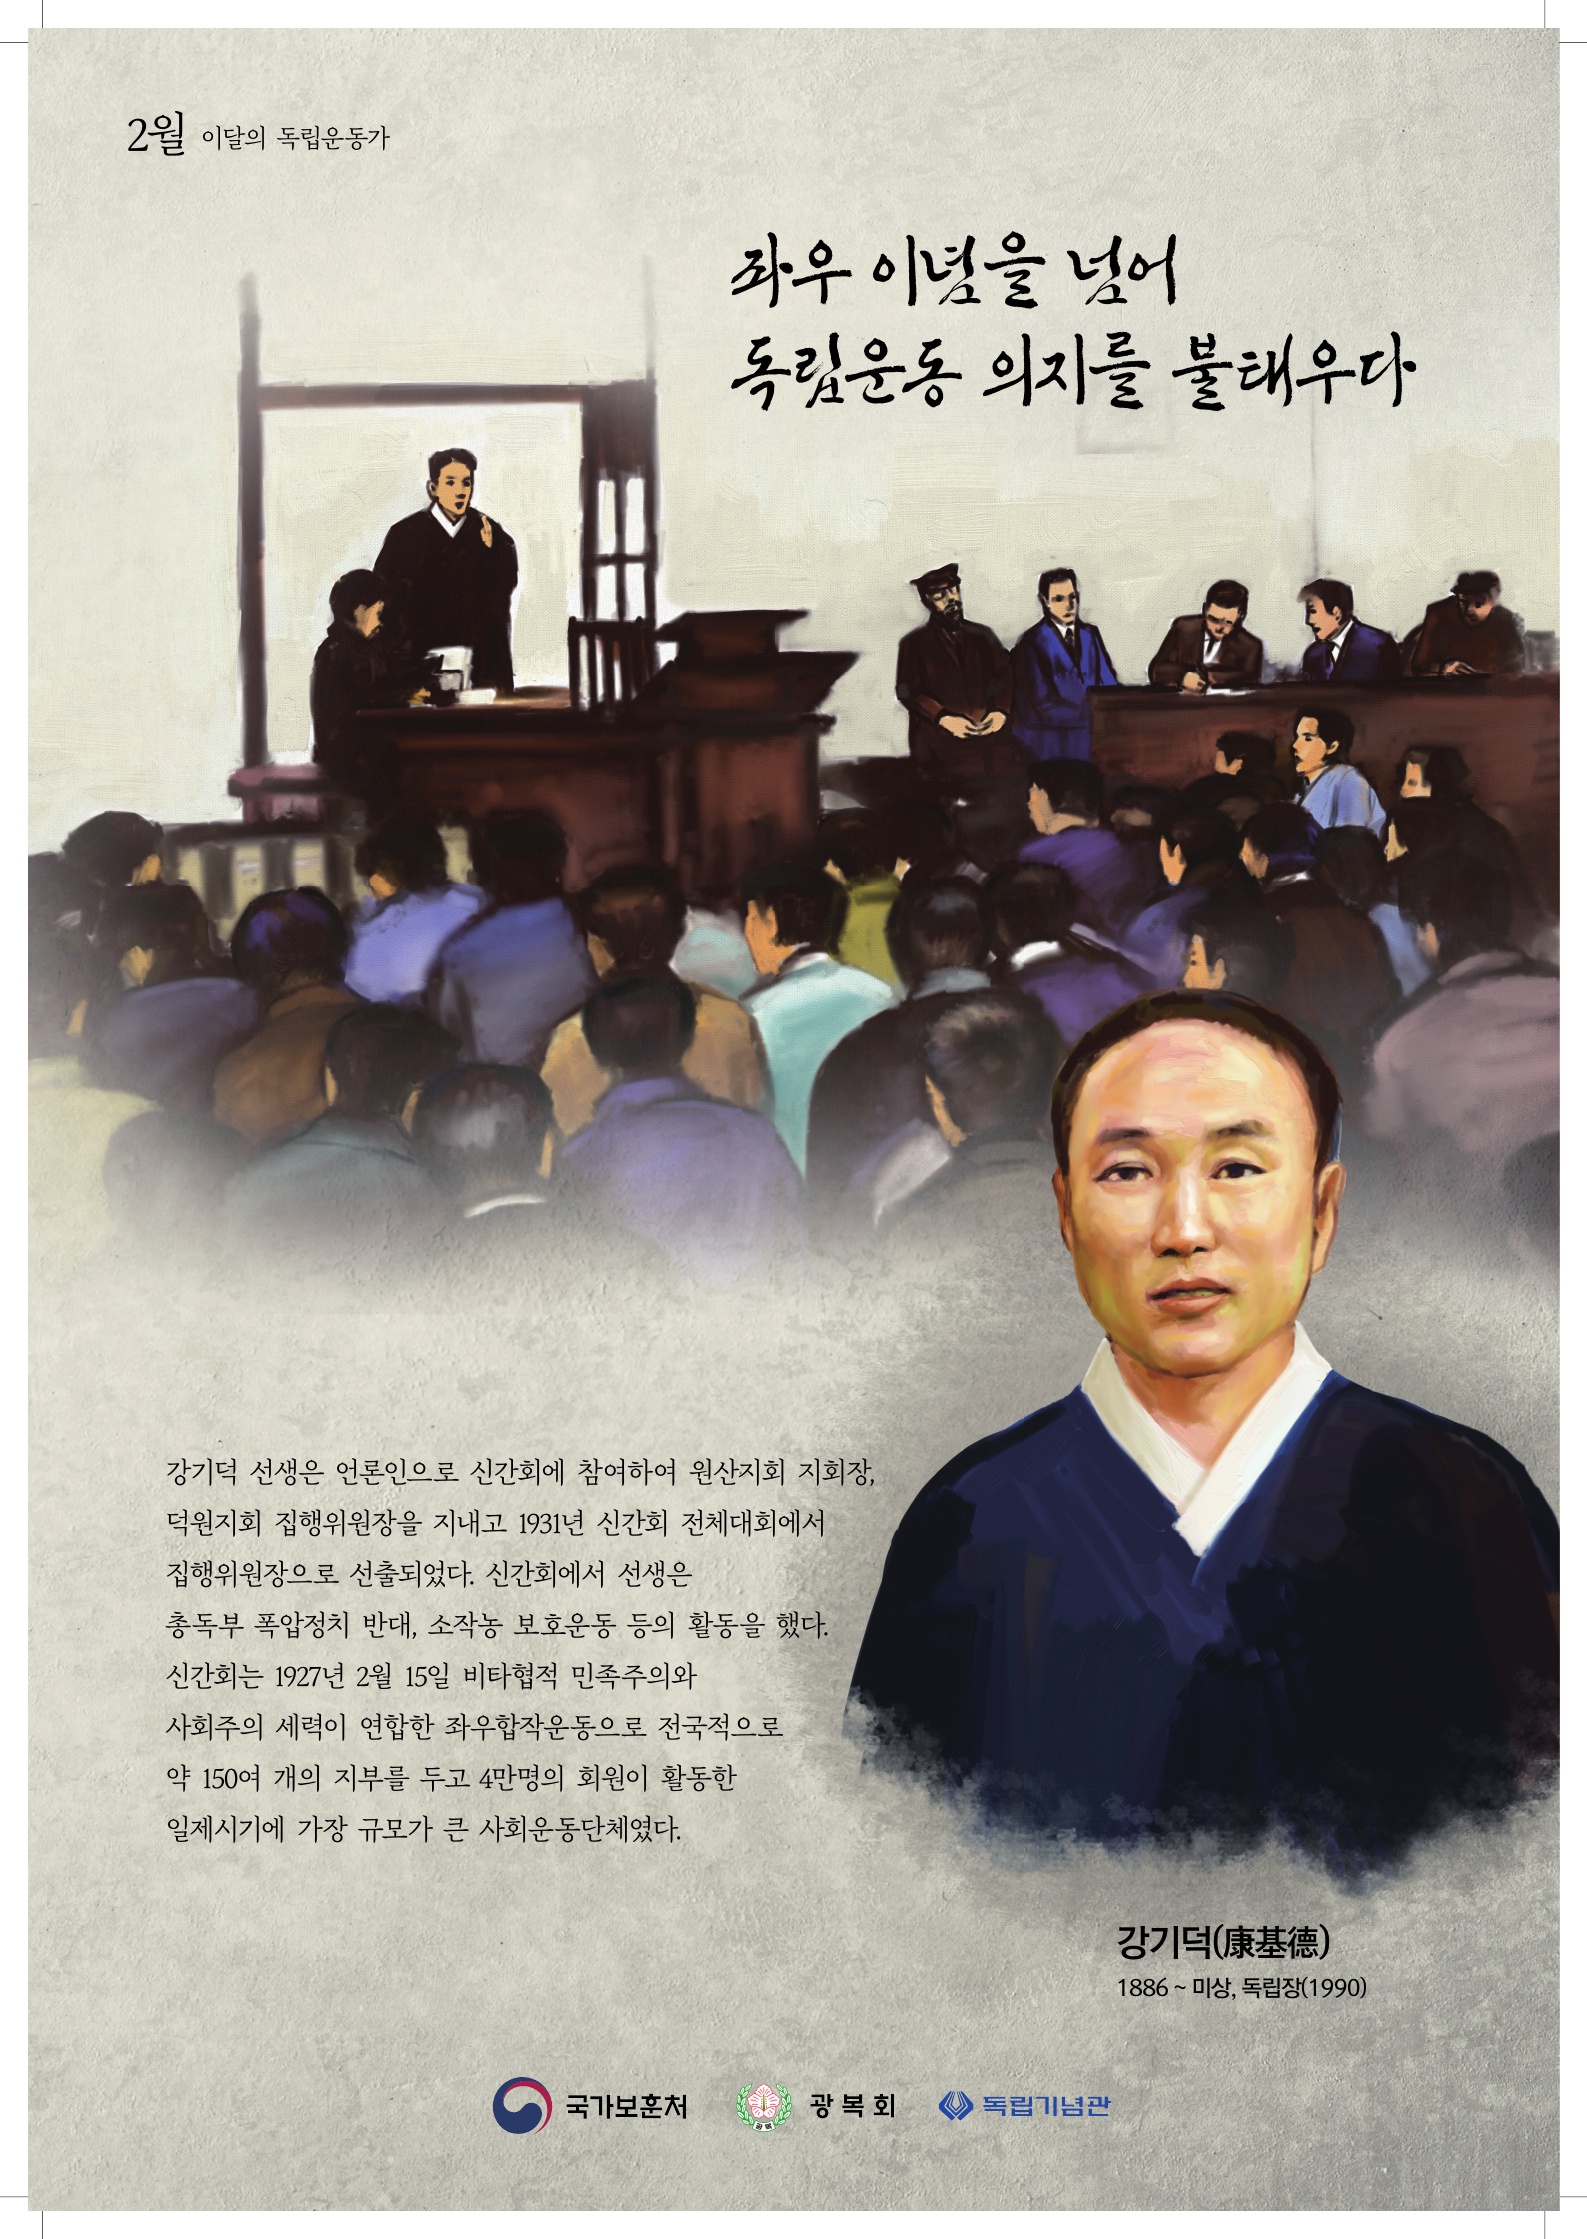 2월 이달의 독립운동가
좌우 이념을 넘어
독립운동 의지를 불태우다
강기덕 선생은 언론인으로 신간회에 참여하여 원산지회 지회장,
덕원지회 집행위원장을 지내고 1931년 신간회 전체대회에서
집행위원장으로 선출되었다. 신간회에서 선생은
총독부 폭압정치 반대, 소작농 보호운동 등의 활동을 했다.
신간회는 1927년 2월 15일 비타협적 민족주의와
사회주의 세력이 연합한 좌우합작운동으로 전국적으로
약 150여 개의 지부를 두고 4만명의 회원이 활동한
일제시기에 가장 규모가 큰 사회운동단체였다.
강기덕(康基德)
1886 ~ 미상, 독립장(1990)
국가보훈처
광복회
독립기념관